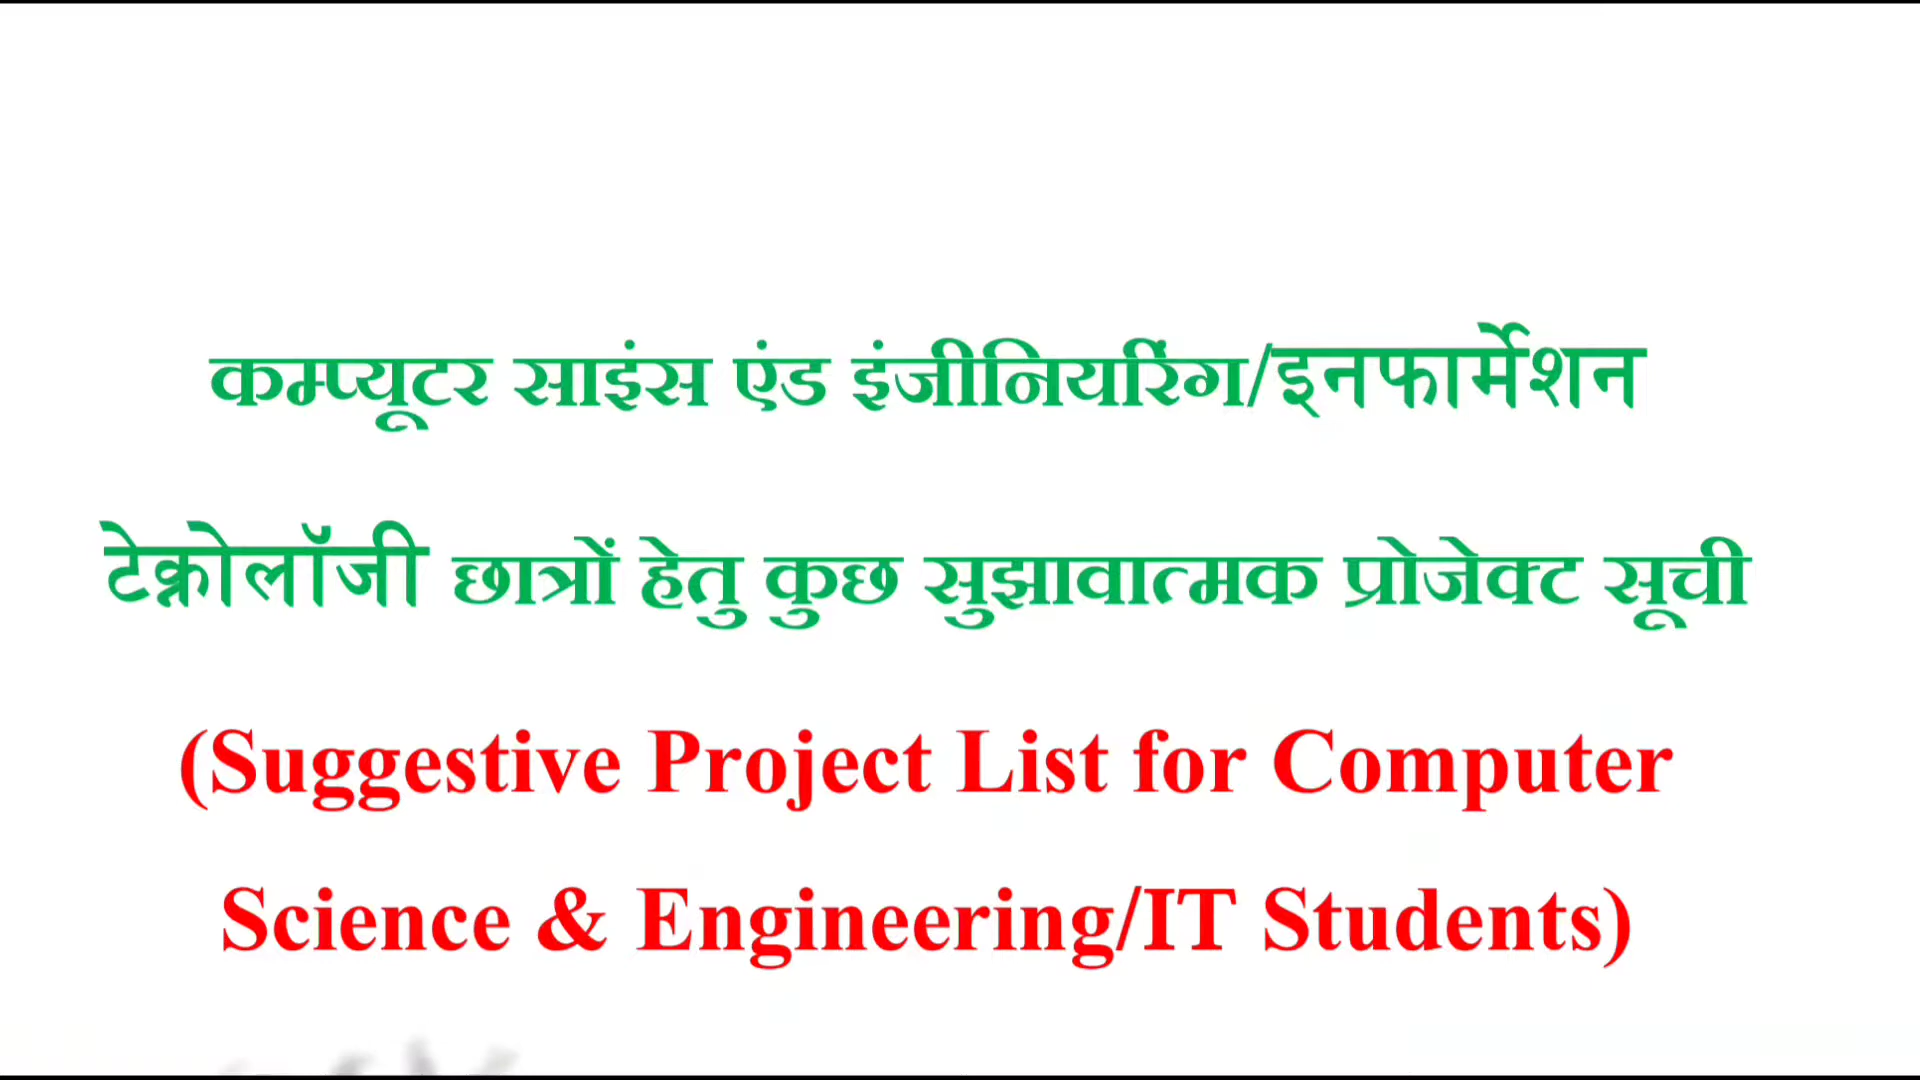 कम्प्यूटर साइंस एंड इंजीनियरिंग/इनफार्मेशन
टेक्नोलॉजी छात्रों हेतु कुछ सुझावात्मक प्रोजेक्ट सूची
(Suggestive Project List for Computer
Science & Engineering/IT Students)